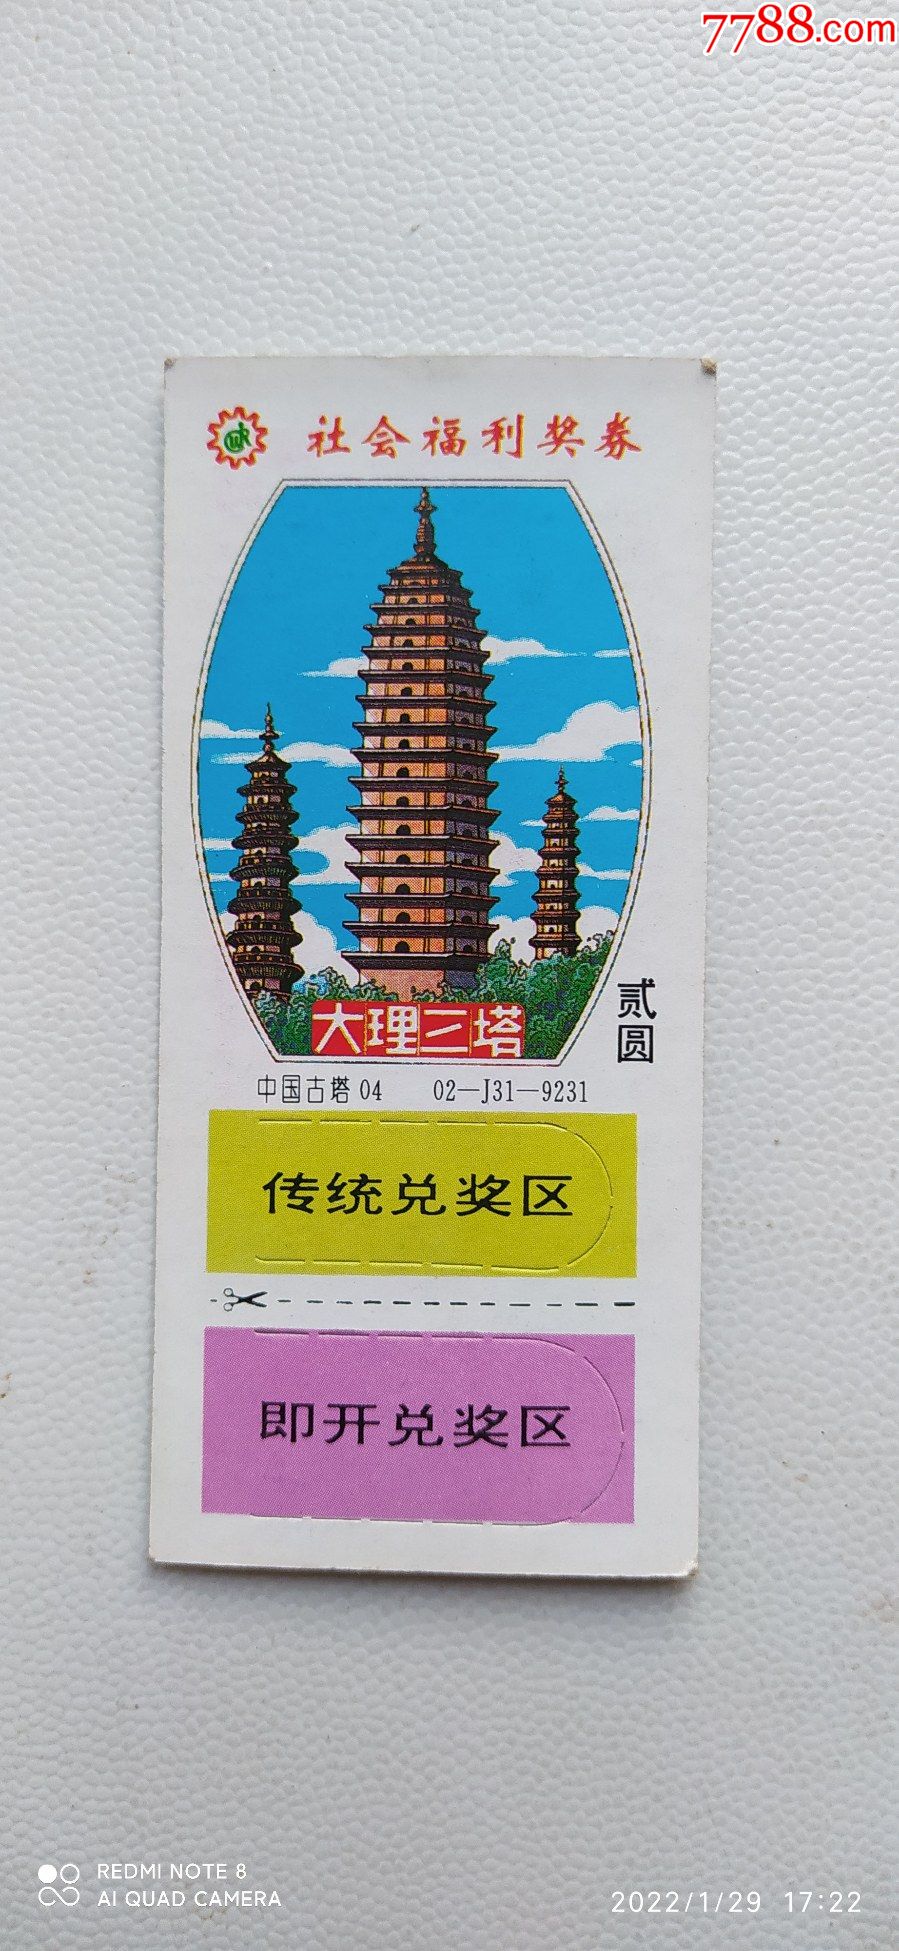 7788.com
社会福利奖券
大理三塔
贰圆
中国古塔 04 02—J31—9231
传统兑奖区
即开兑奖区
REDMI NOTE 8
AI QUAD CAMERA
2022/1/29 17:22